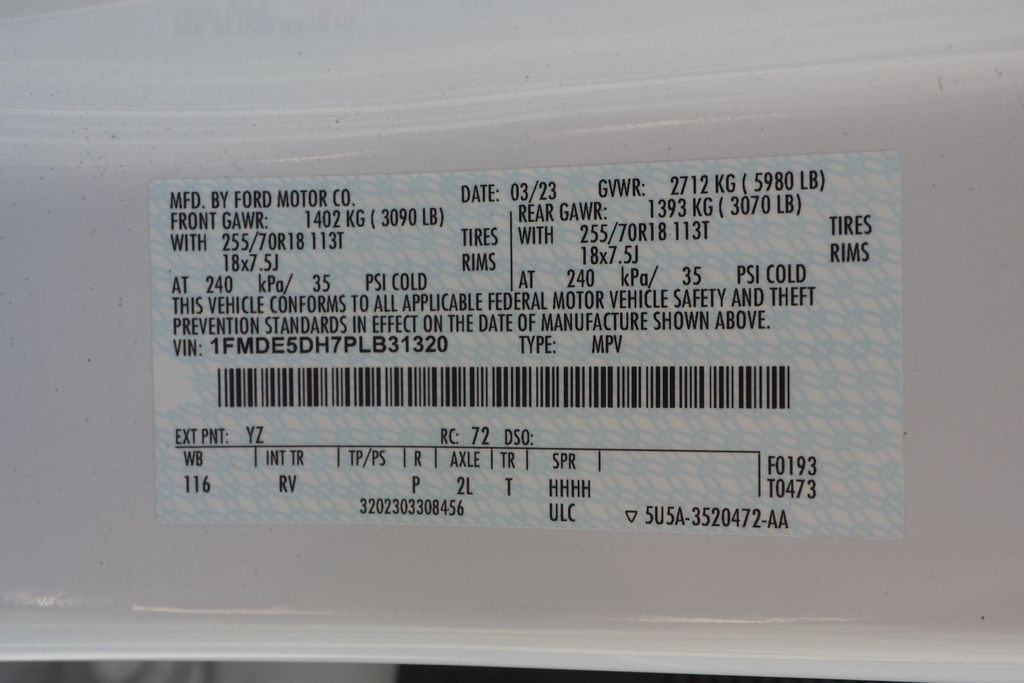 MFD. BY FORD MOTOR CO. DATE: 03/23 GVWR: 2712 KG ( 5980 LB)
FRONT GAWR: 1402 KG ( 3090 LB) REAR GAWR: 1393 KG ( 3070 LB)
WITH 255/70R18 113T TIRES WITH 255/70R18 113T TIRES
18x7.5J RIMS 18x7.5J RIMS
AT 240 kPa/ 35 PSI COLD AT 240 kPa/ 35 PSI COLD
THIS VEHICLE CONFORMS TO ALL APPLICABLE FEDERAL MOTOR VEHICLE SAFETY AND THEFT
PREVENTION STANDARDS IN EFFECT ON THE DATE OF MANUFACTURE SHOWN ABOVE.
VIN: 1FMDE5DH7PLB31320 TYPE: MPV
EXT PNT: YZ RC: 72 DSO:
WB INT TR TP/PS R AXLE TR SPR F0193
116 RV P 2L T HHHH T0473
3202303308456 ULC ▽ 5U5A-3520472-AA